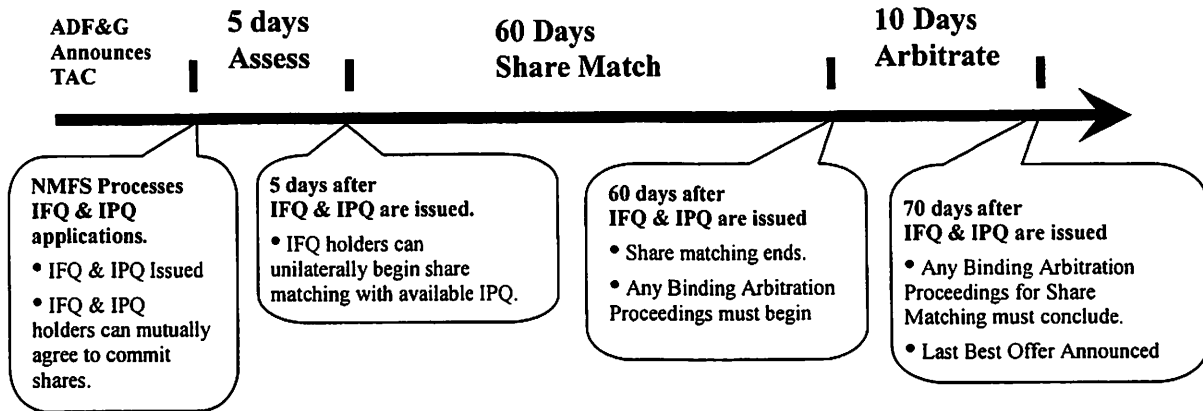 ADF&G
Announces
TAC
5 days
Assess
60 Days
Share Match
10 Days
Arbitrate
NMFS Processes
IFQ & IPQ
applications.
• IFQ & IPQ Issued
• IFQ & IPQ
holders can mutually
agree to commit
shares.
5 days after
IFQ & IPQ are issued.
• IFQ holders can
unilaterally begin share
matching with available IPQ.
60 days after
IFQ & IPQ are issued
• Share matching ends.
• Any Binding Arbitration
Proceedings must begin
70 days after
IFQ & IPQ are issued
• Any Binding Arbitration
Proceedings for Share
Matching must conclude.
• Last Best Offer Announced